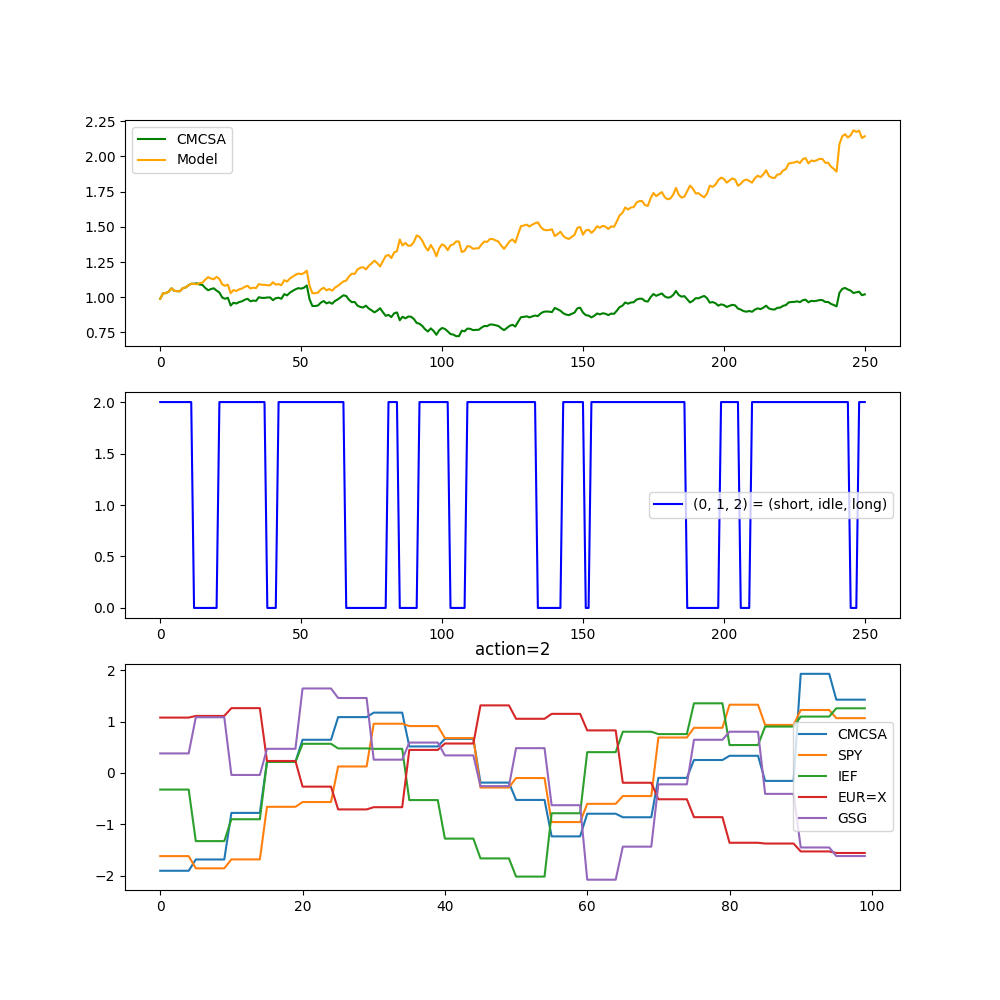 2.25
CMCSA
Model
2.00
1.75
1.50
1.25
1.00
0.75
0 50 100 150 200 250
2.0
1.5
1.0
(0, 1, 2) = (short, idle, long)
0.5
0.0
0 50 100 150 200 250
action=2
2
1
CMCSA
SPY
0
IEF
EUR=X
−1
GSG
−2
0 20 40 60 80 100